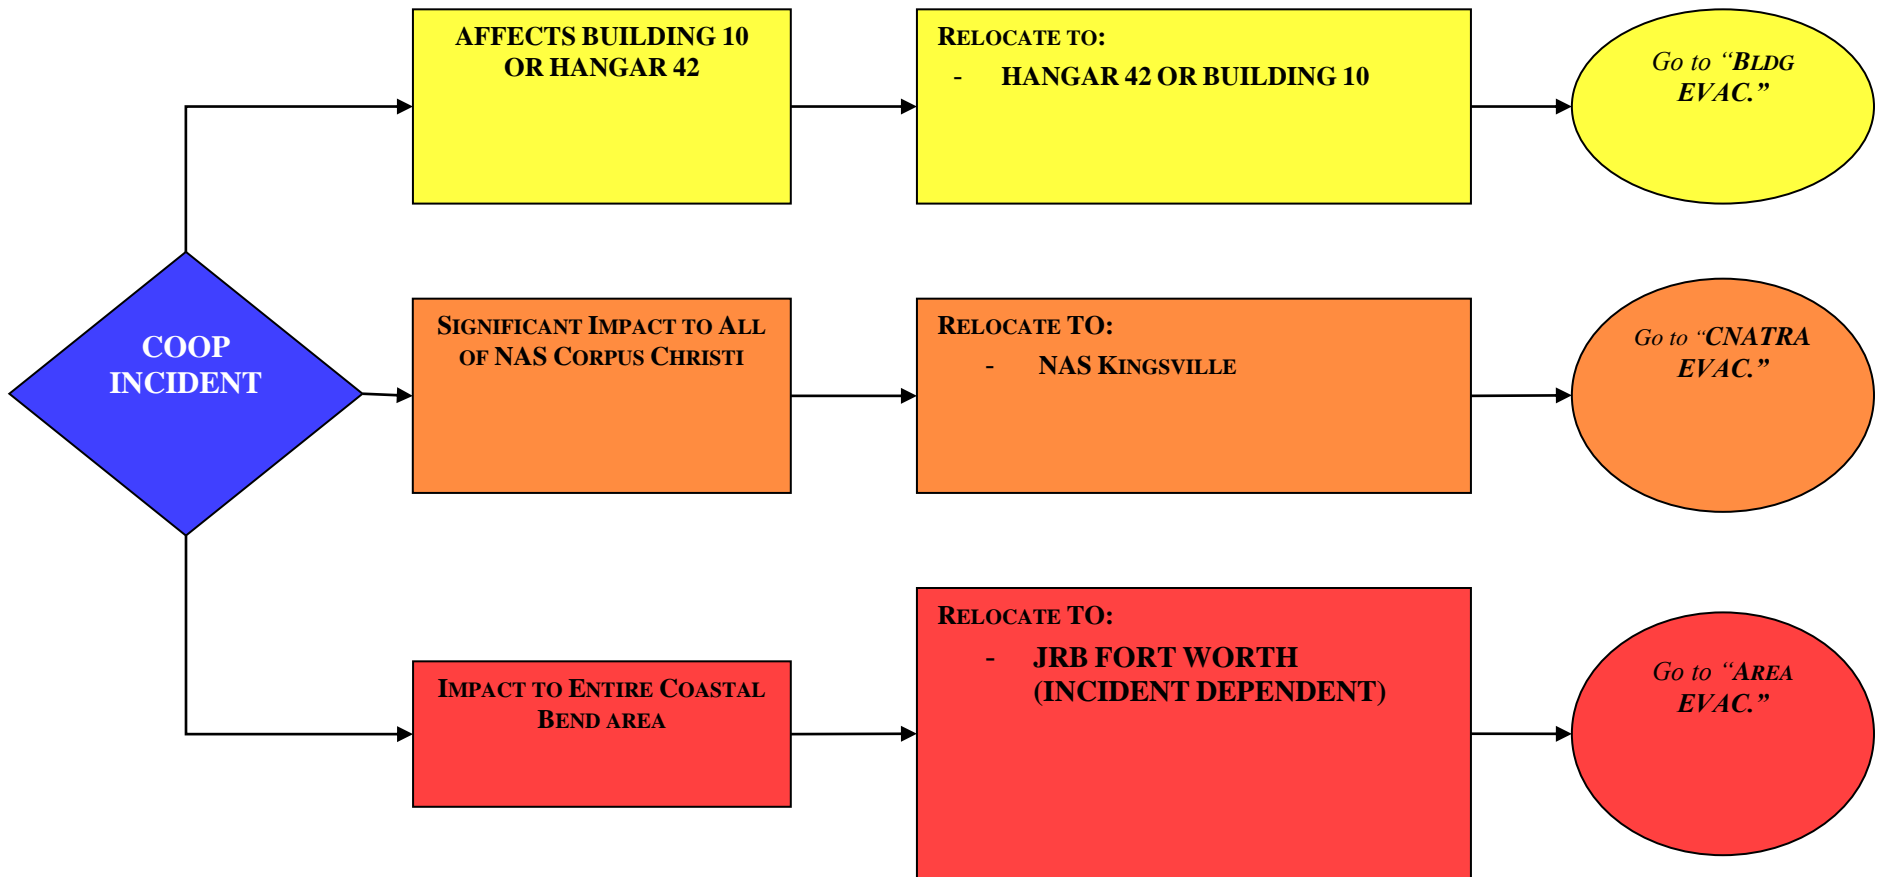 AFFECTS BUILDING 10
OR HANGAR 42
RELOCATE TO:
- HANGAR 42 OR BUILDING 10
Go to “BLDG
EVAC.”
COOP
INCIDENT
SIGNIFICANT IMPACT TO ALL
OF NAS CORPUS CHRISTI
RELOCATE TO:
- NAS KINGSVILLE
Go to “CNATRA
EVAC.”
IMPACT TO ENTIRE COASTAL
BEND AREA
RELOCATE TO:
- JRB FORT WORTH
(INCIDENT DEPENDENT)
Go to “AREA
EVAC.”